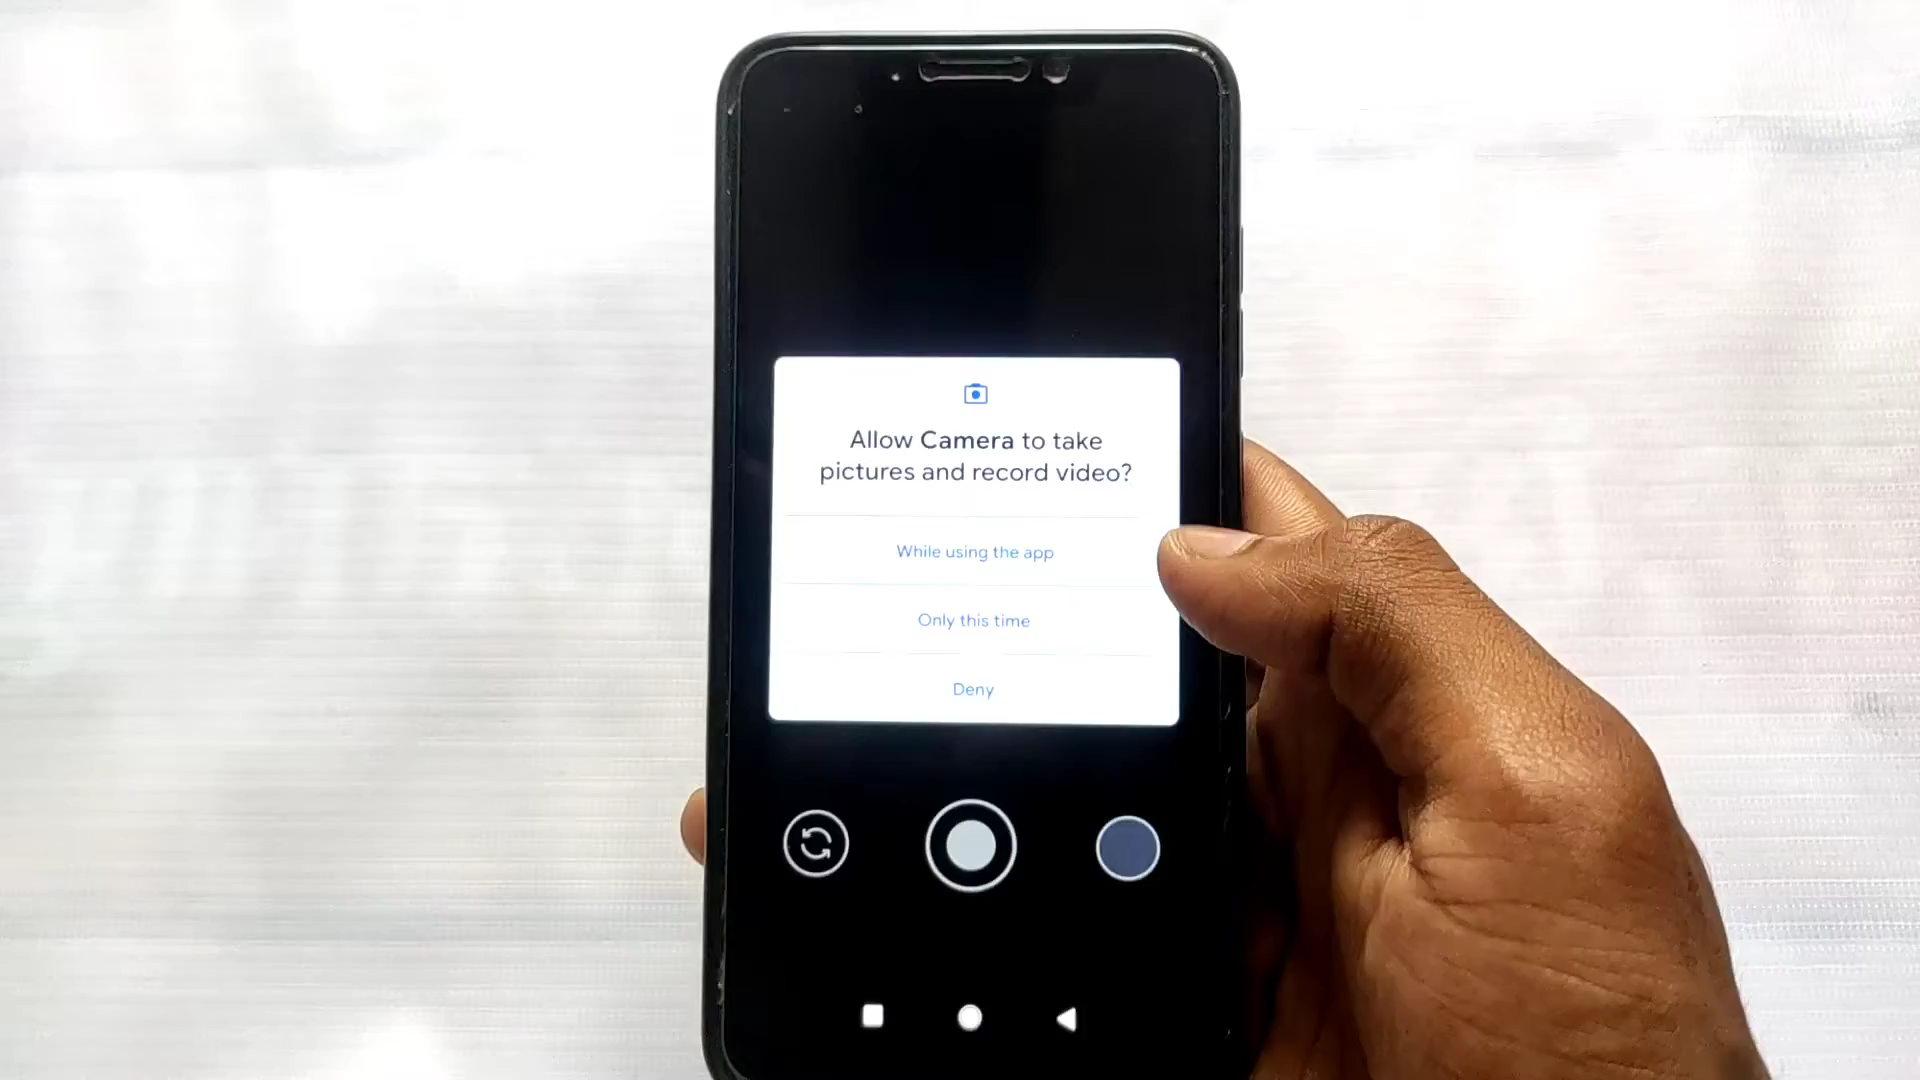 Allow Camera to take
pictures and record video?
While using the app
Only this time
Deny